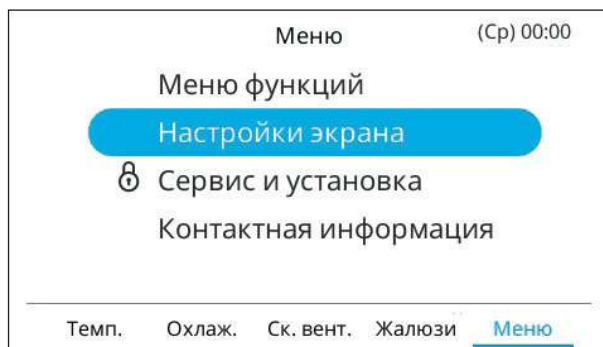 Меню (Ср) 00:00
Меню функций
Настройки экрана
Сервис и установка
Контактная информация
Темп. Охлаж. Ск. вент. Жалюзи Меню